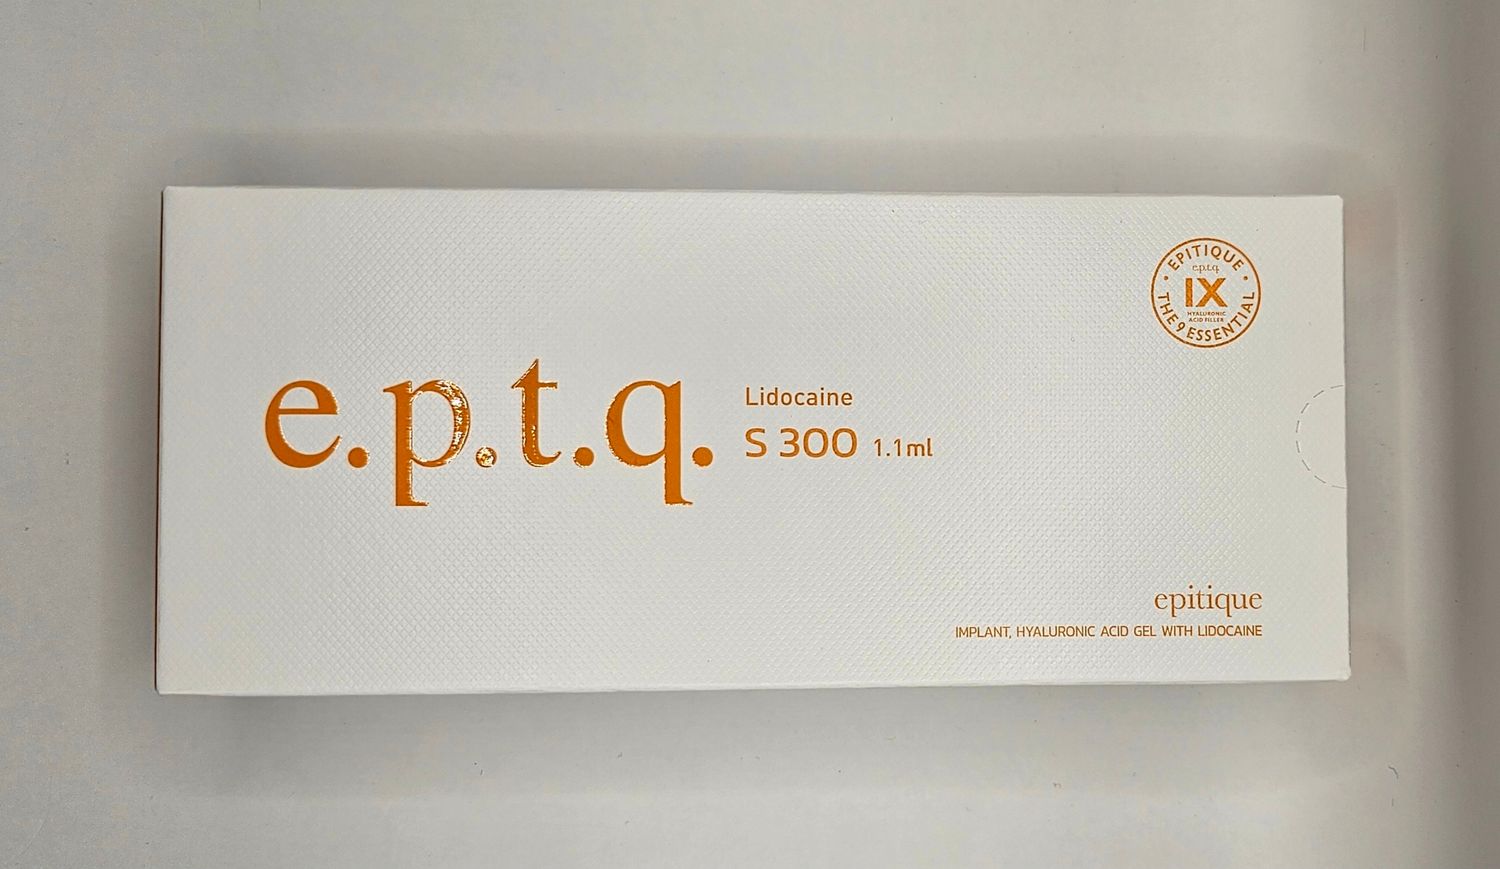 EPITIQUE
e.p.t.q
IX
HYALURONIC
ACID FILLER
THE 9 ESSENTIAL
e.p.t.q.
Lidocaine
S 300 1.1ml
epitique
IMPLANT, HYALURONIC ACID GEL WITH LIDOCAINE